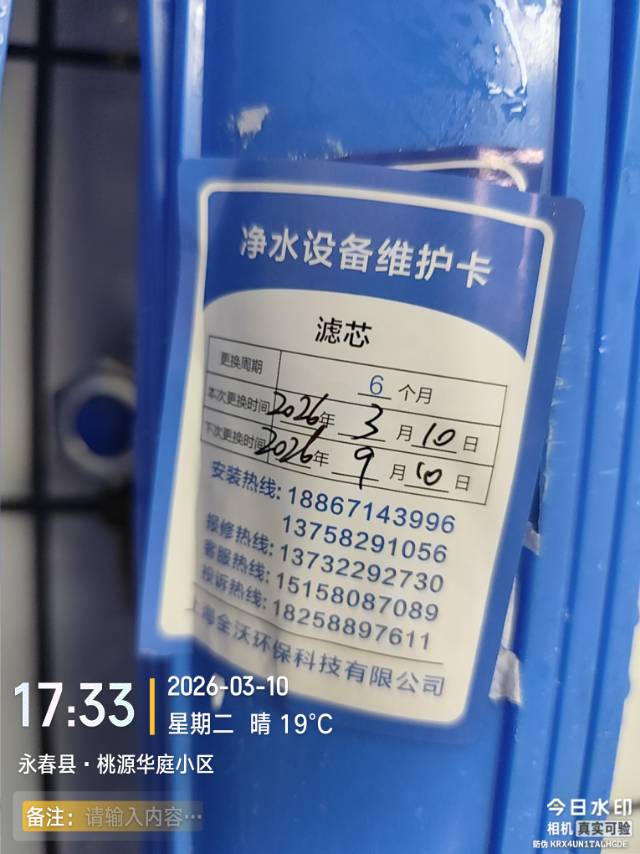 净水设备维护卡
滤芯
更换周期 6 个月
本次更换时间 2026年 3 月 10 日
下次更换时间 2026年 9 月 10 日
安装热线: 18867143996
13758291056
报修热线: 13732292730
客服热线: 15158087089
投诉热线: 18258897611
上海全沃环保科技有限公司
17:33
2026-03-10
星期二 晴 19°C
永春县·桃源华庭小区
备注: 请输入内容…
今日水印
相机 真实可验
防伪 KRX4UN1TALHGDE